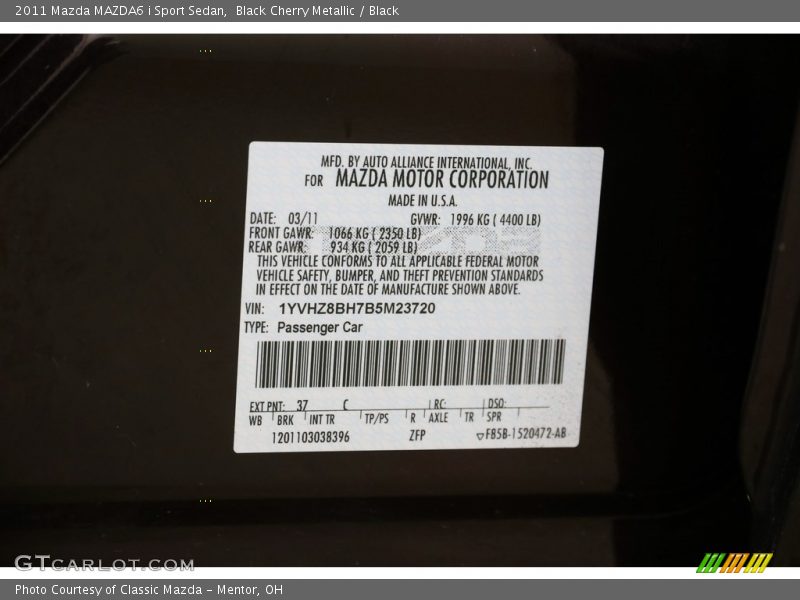 2011 Mazda MAZDA6 i Sport Sedan,  Black Cherry Metallic / Black
MFD. BY AUTO ALLIANCE INTERNATIONAL, INC.
FOR MAZDA MOTOR CORPORATION
MADE IN U.S.A.
DATE: 03/11 GVWR: 1996 KG ( 4400 LB)
FRONT GAWR: 1066 KG ( 2350 LB)
REAR GAWR: 934 KG ( 2059 LB)
THIS VEHICLE CONFORMS TO ALL APPLICABLE FEDERAL MOTOR
VEHICLE SAFETY, BUMPER, AND THEFT PREVENTION STANDARDS
IN EFFECT ON THE DATE OF MANUFACTURE SHOWN ABOVE.
VIN: 1YVHZ8BH7B5M23720
TYPE: Passenger Car
EXT PNT: 37 C RC: DSO:
WB BRK INT TR TP/PS R AXLE TR SPR
1201103038396 ZFP F85B-1520472-AB
GTCARLOT.COM
Photo Courtesy of Classic Mazda – Mentor, OH